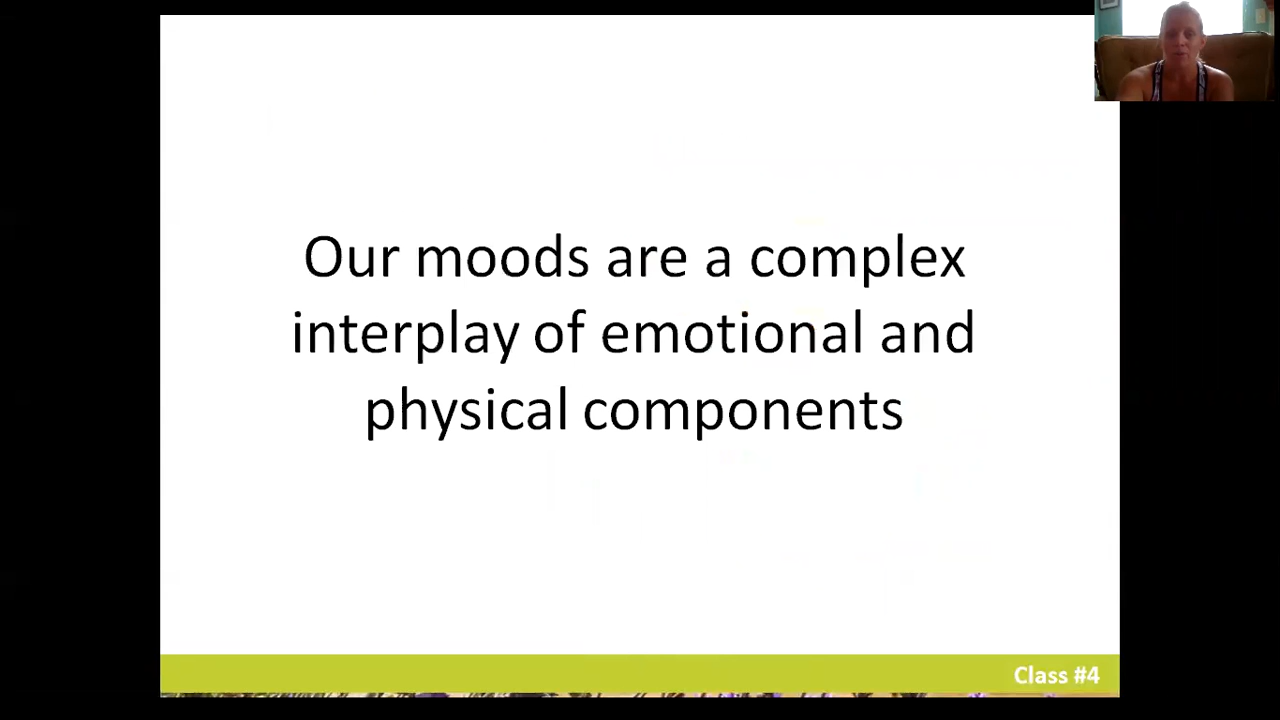 Our moods are a complex
interplay of emotional and
physical components
Class #4